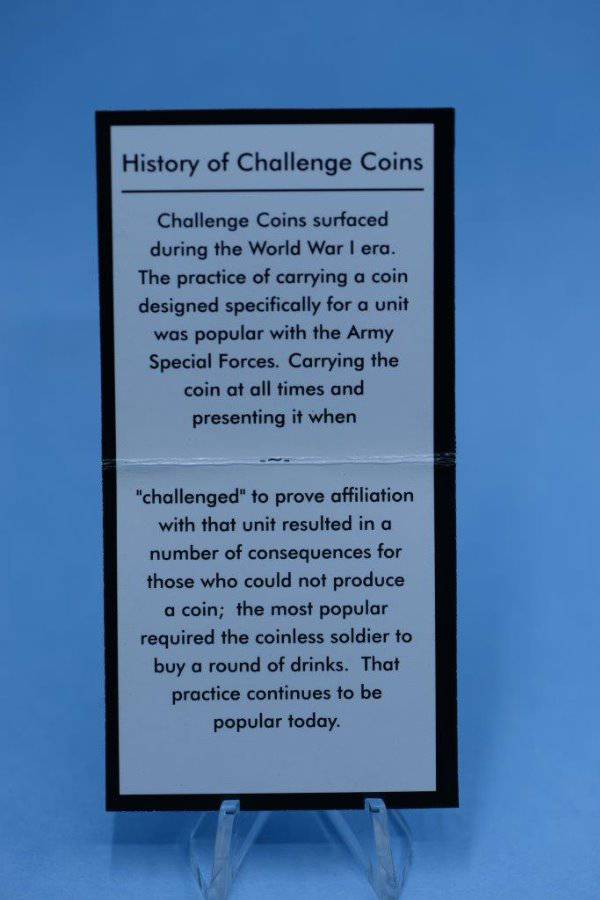 History of Challenge Coins
Challenge Coins surfaced
during the World War I era.
The practice of carrying a coin
designed specifically for a unit
was popular with the Army
Special Forces. Carrying the
coin at all times and
presenting it when
-~-
"challenged" to prove affiliation
with that unit resulted in a
number of consequences for
those who could not produce
a coin; the most popular
required the coinless soldier to
buy a round of drinks. That
practice continues to be
popular today.